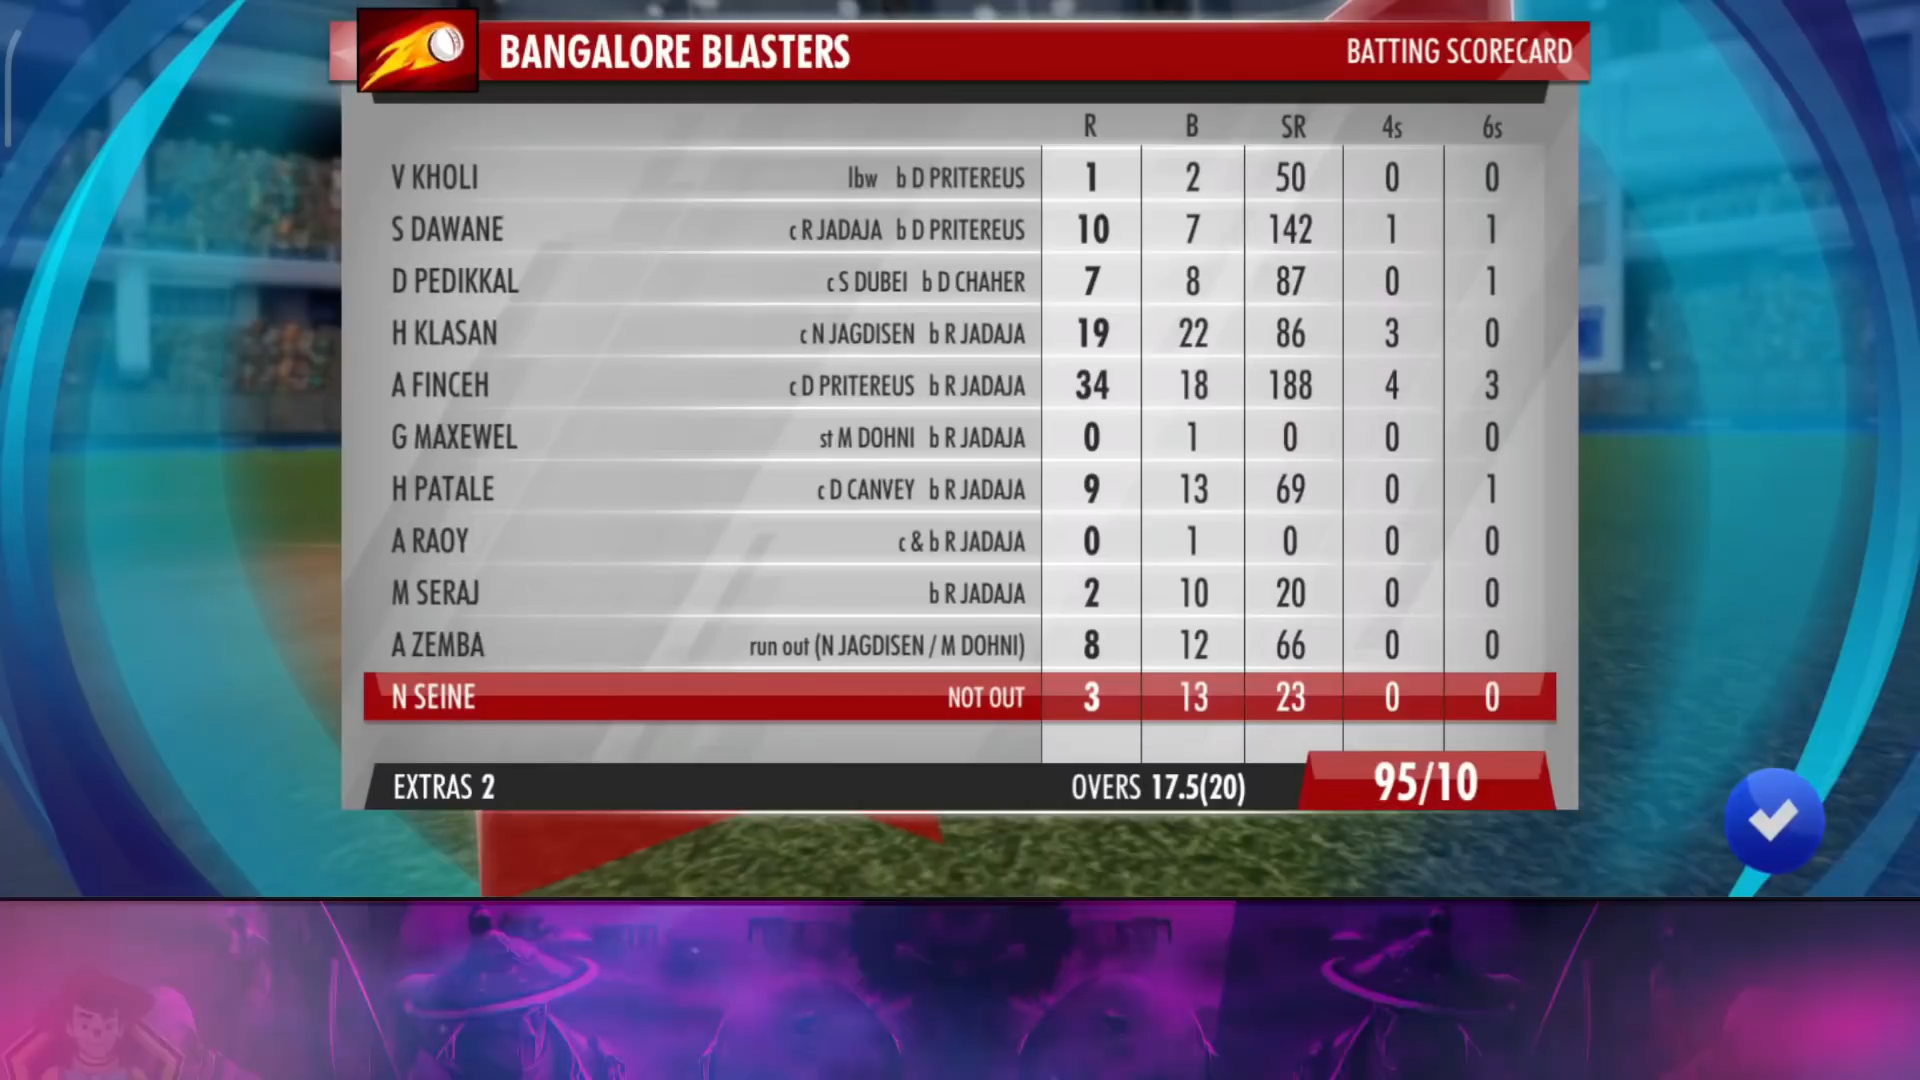 BANGALORE BLASTERS BATTING SCORECARD
R B SR 4s 6s
V KHOLI lbw b D PRITEREUS 1 2 50 0 0
S DAWANE c R JADAJA b D PRITEREUS 10 7 142 1 1
D PEDIKKAL c S DUBEI b D CHAHER 7 8 87 0 1
H KLASAN c N JAGDISEN b R JADAJA 19 22 86 3 0
A FINCEH c D PRITEREUS b R JADAJA 34 18 188 4 3
G MAXEWEL st M DOHNI b R JADAJA 0 1 0 0 0
H PATALE c D CANVEY b R JADAJA 9 13 69 0 1
A RAOY c & b R JADAJA 0 1 0 0 0
M SERAJ b R JADAJA 2 10 20 0 0
A ZEMBA run out (N JAGDISEN / M DOHNI) 8 12 66 0 0
N SEINE NOT OUT 3 13 23 0 0
EXTRAS 2 OVERS 17.5(20) 95/10